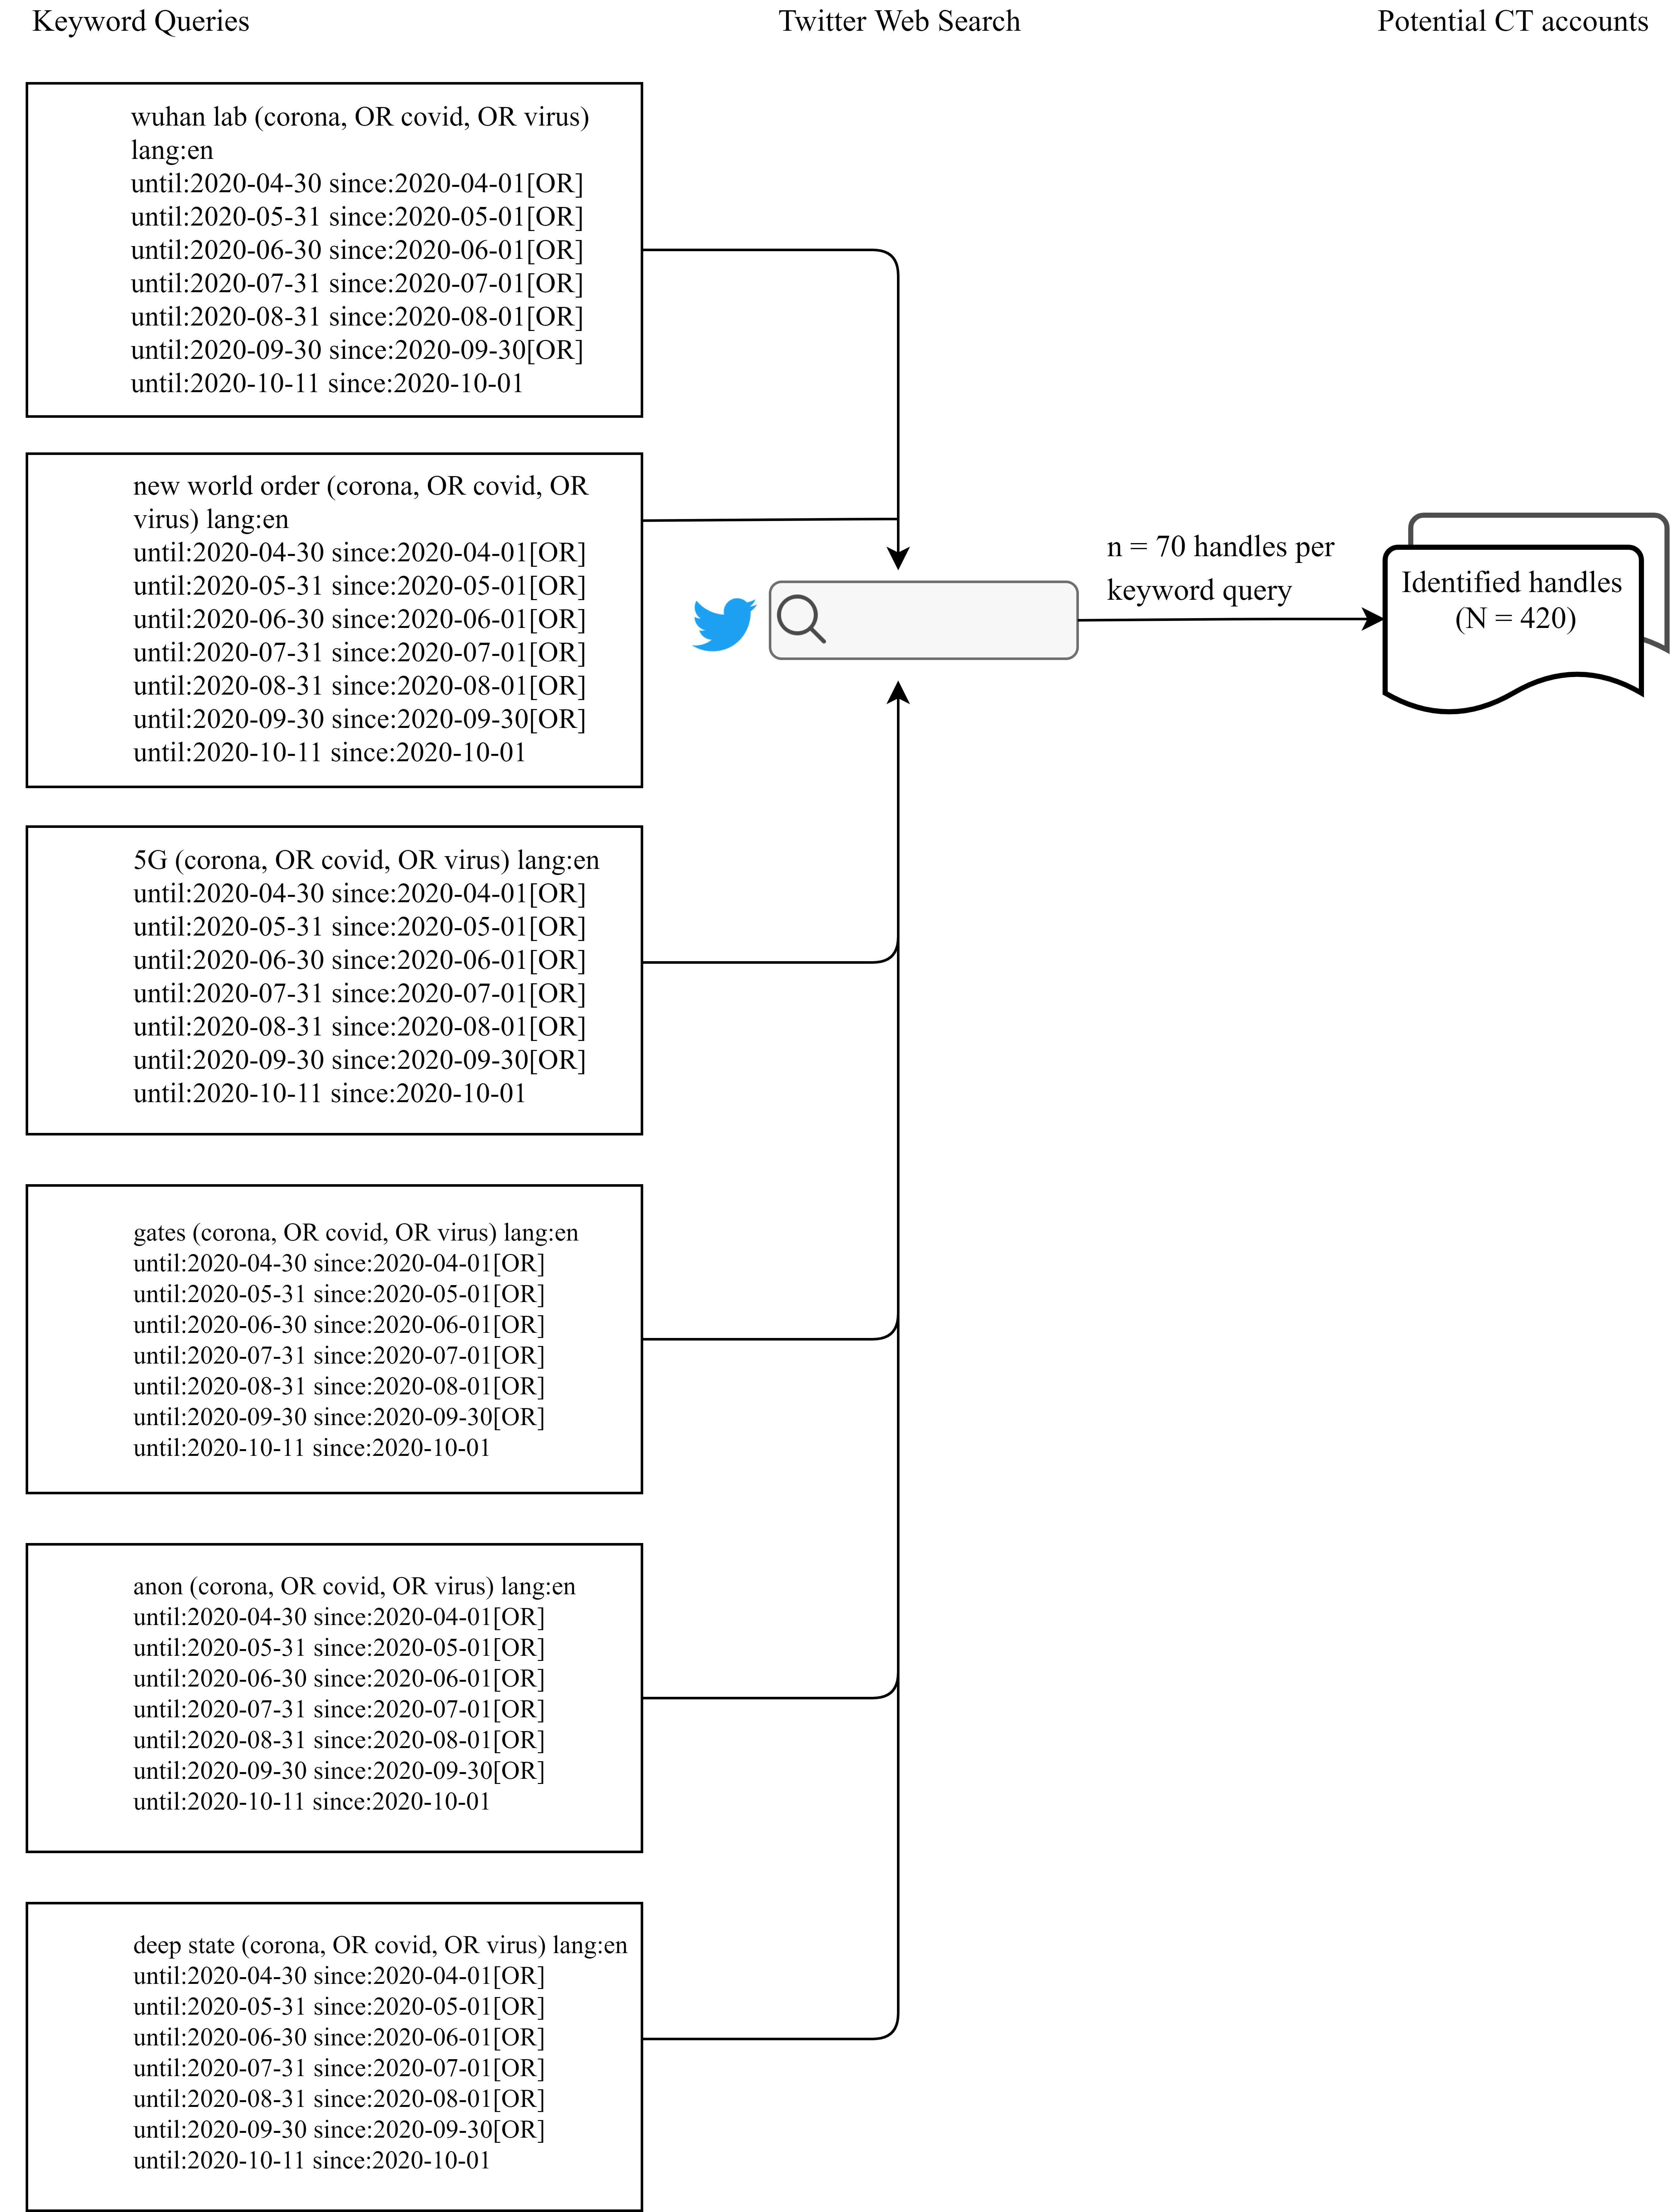 Keyword Queries
Twitter Web Search
Potential CT accounts
wuhan lab (corona, OR covid, OR virus)
lang:en
until:2020-04-30 since:2020-04-01[OR]
until:2020-05-31 since:2020-05-01[OR]
until:2020-06-30 since:2020-06-01[OR]
until:2020-07-31 since:2020-07-01[OR]
until:2020-08-31 since:2020-08-01[OR]
until:2020-09-30 since:2020-09-30[OR]
until:2020-10-11 since:2020-10-01
new world order (corona, OR covid, OR
virus) lang:en
until:2020-04-30 since:2020-04-01[OR]
until:2020-05-31 since:2020-05-01[OR]
until:2020-06-30 since:2020-06-01[OR]
until:2020-07-31 since:2020-07-01[OR]
until:2020-08-31 since:2020-08-01[OR]
until:2020-09-30 since:2020-09-30[OR]
until:2020-10-11 since:2020-10-01
5G (corona, OR covid, OR virus) lang:en
until:2020-04-30 since:2020-04-01[OR]
until:2020-05-31 since:2020-05-01[OR]
until:2020-06-30 since:2020-06-01[OR]
until:2020-07-31 since:2020-07-01[OR]
until:2020-08-31 since:2020-08-01[OR]
until:2020-09-30 since:2020-09-30[OR]
until:2020-10-11 since:2020-10-01
gates (corona, OR covid, OR virus) lang:en
until:2020-04-30 since:2020-04-01[OR]
until:2020-05-31 since:2020-05-01[OR]
until:2020-06-30 since:2020-06-01[OR]
until:2020-07-31 since:2020-07-01[OR]
until:2020-08-31 since:2020-08-01[OR]
until:2020-09-30 since:2020-09-30[OR]
until:2020-10-11 since:2020-10-01
anon (corona, OR covid, OR virus) lang:en
until:2020-04-30 since:2020-04-01[OR]
until:2020-05-31 since:2020-05-01[OR]
until:2020-06-30 since:2020-06-01[OR]
until:2020-07-31 since:2020-07-01[OR]
until:2020-08-31 since:2020-08-01[OR]
until:2020-09-30 since:2020-09-30[OR]
until:2020-10-11 since:2020-10-01
deep state (corona, OR covid, OR virus) lang:en
until:2020-04-30 since:2020-04-01[OR]
until:2020-05-31 since:2020-05-01[OR]
until:2020-06-30 since:2020-06-01[OR]
until:2020-07-31 since:2020-07-01[OR]
until:2020-08-31 since:2020-08-01[OR]
until:2020-09-30 since:2020-09-30[OR]
until:2020-10-11 since:2020-10-01
n = 70 handles per
keyword query
Identified handles
(N = 420)